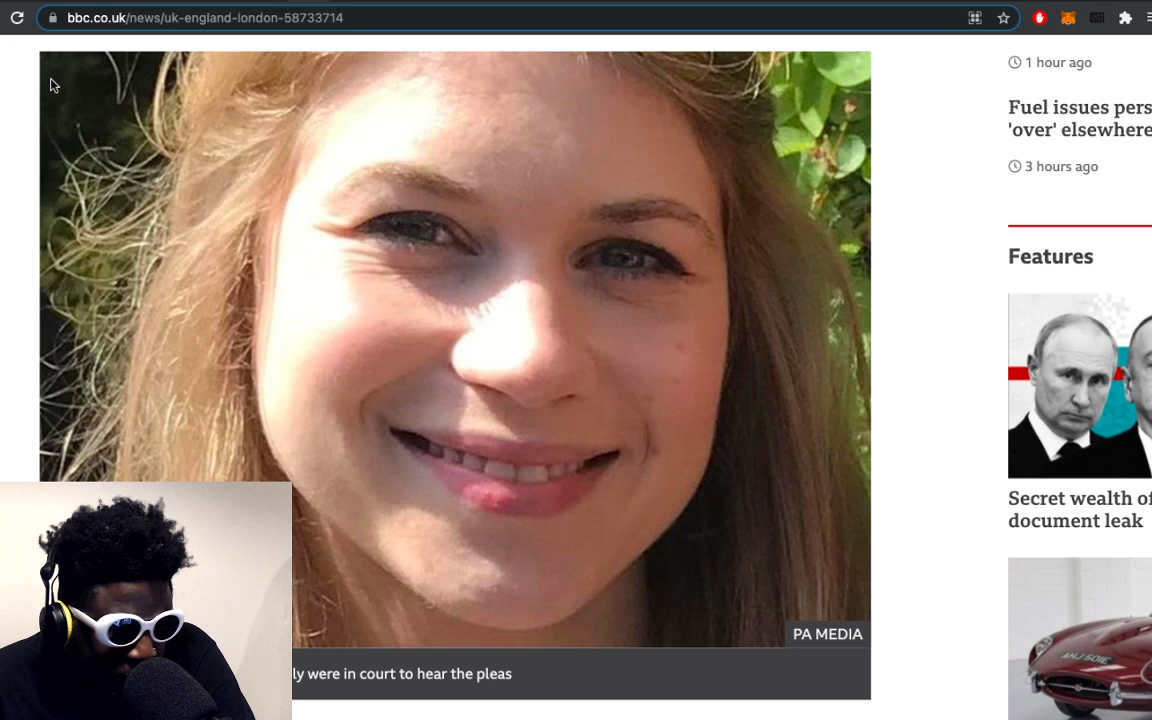 bbc.co.uk/news/uk-england-london-58733714
1 hour ago
Fuel issues pers
'over' elsewhere
3 hours ago
Features
Secret wealth of
document leak
PA MEDIA
ly were in court to hear the pleas